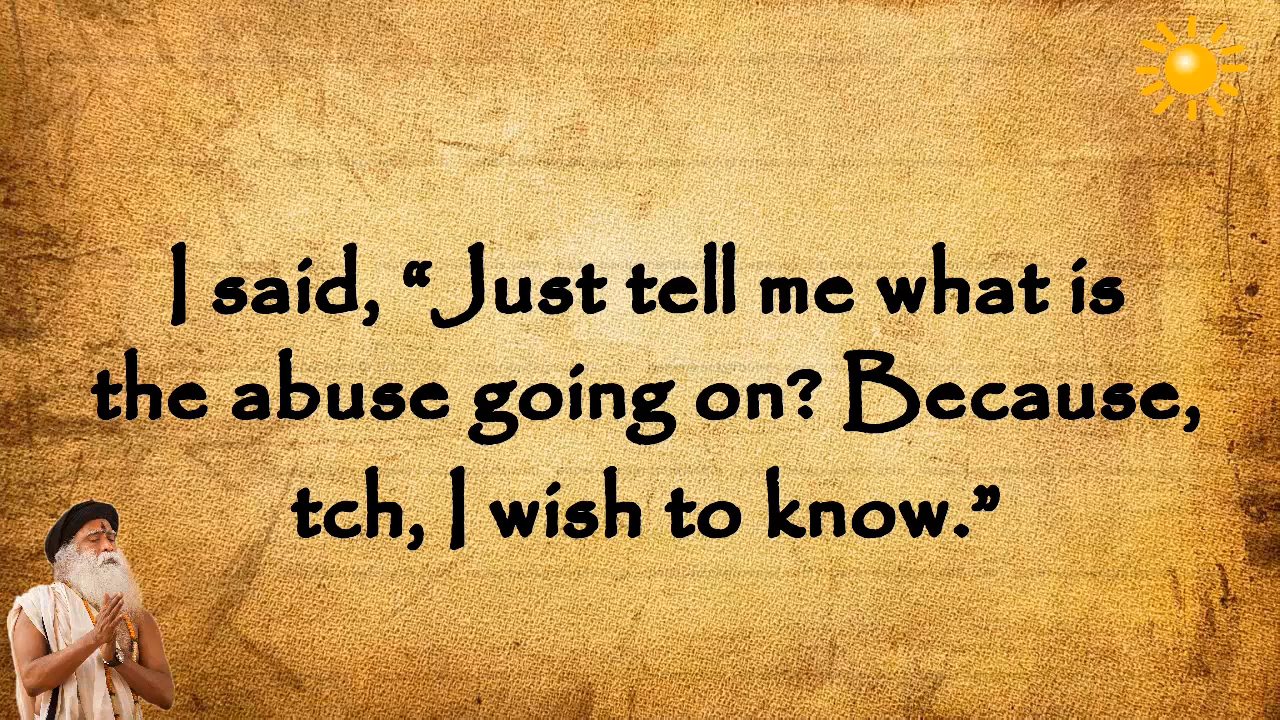 I said, “Just tell me what is
the abuse going on? Because,
tch, I wish to know.”